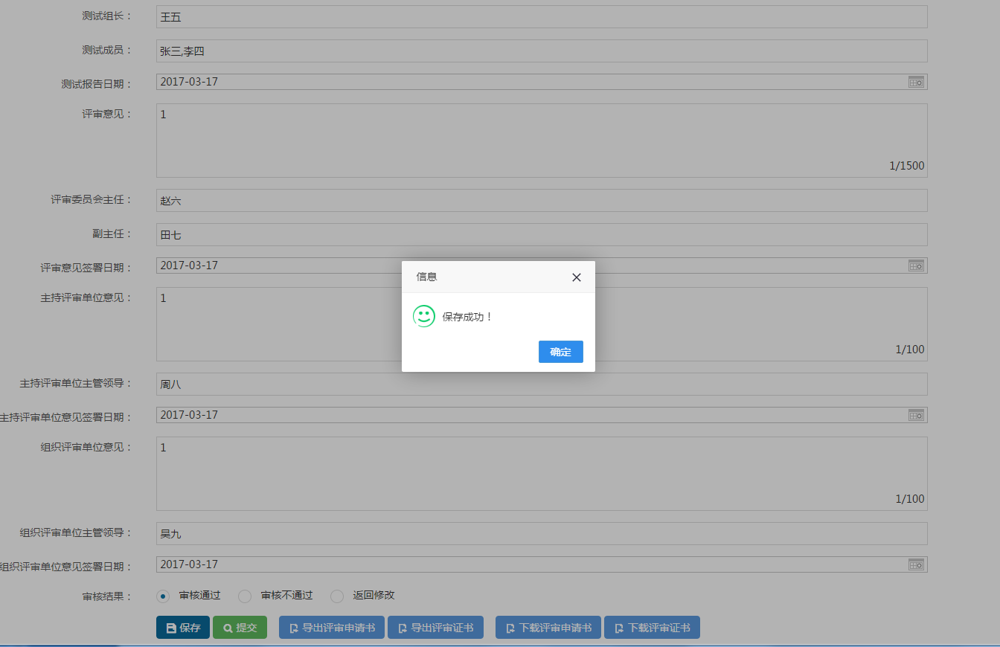 测试组长： 王五
测试成员： 张三,李四
测试报告日期： 2017-03-17
评审意见： 1
1/1500
评审委员会主任： 赵六
副主任： 田七
评审意见签署日期： 2017-03-17
主持评审单位意见： 1
1/100
信息
保存成功！
确定
主持评审单位主管领导： 周八
主持评审单位意见签署日期： 2017-03-17
组织评审单位意见： 1
1/100
组织评审单位主管领导： 吴九
组织评审单位意见签署日期： 2017-03-17
审核结果： 审核通过 审核不通过 返回修改
保存 提交 导出评审申请书 导出评审证书 下载评审申请书 下载评审证书